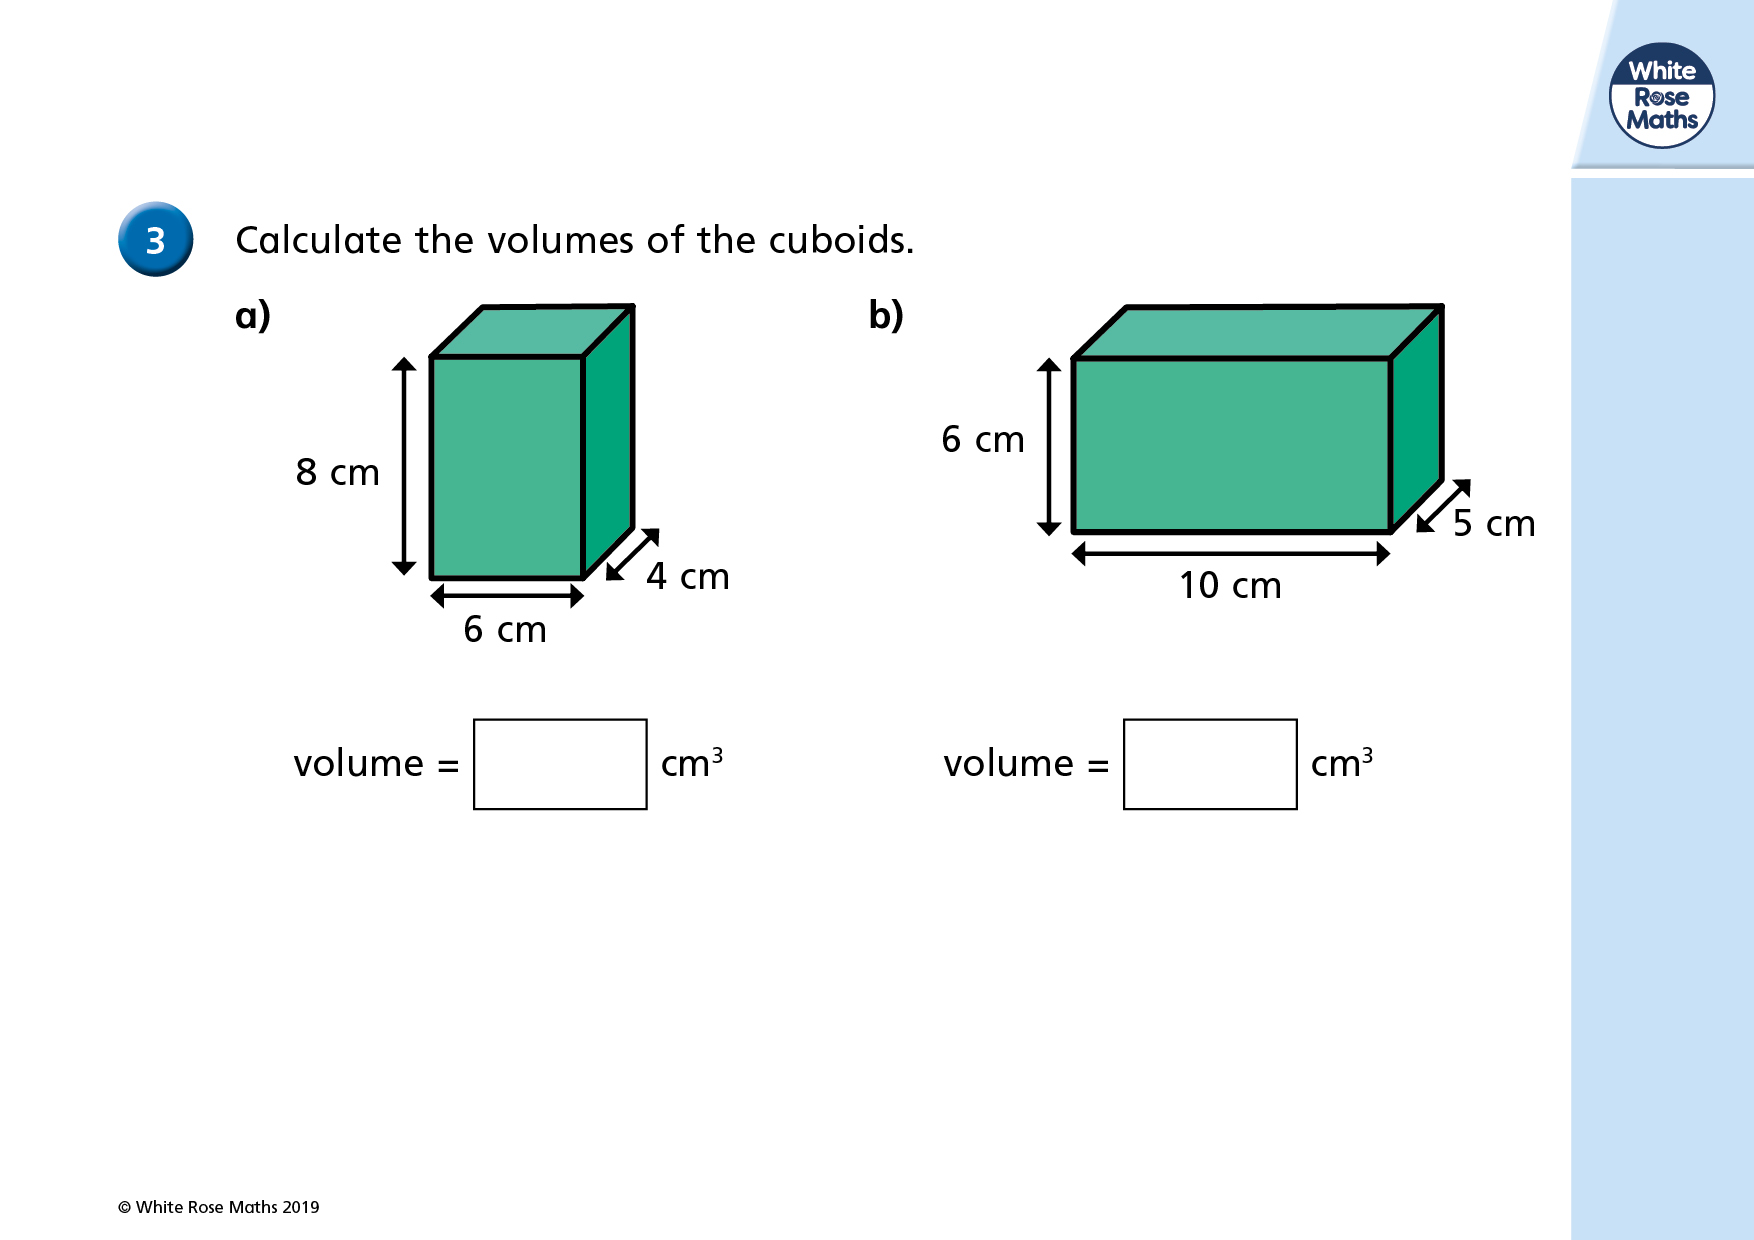 White
Rose
Maths
3 Calculate the volumes of the cuboids.
a)
8 cm
4 cm
6 cm
volume = cm³
b)
6 cm
5 cm
10 cm
volume = cm³
© White Rose Maths 2019